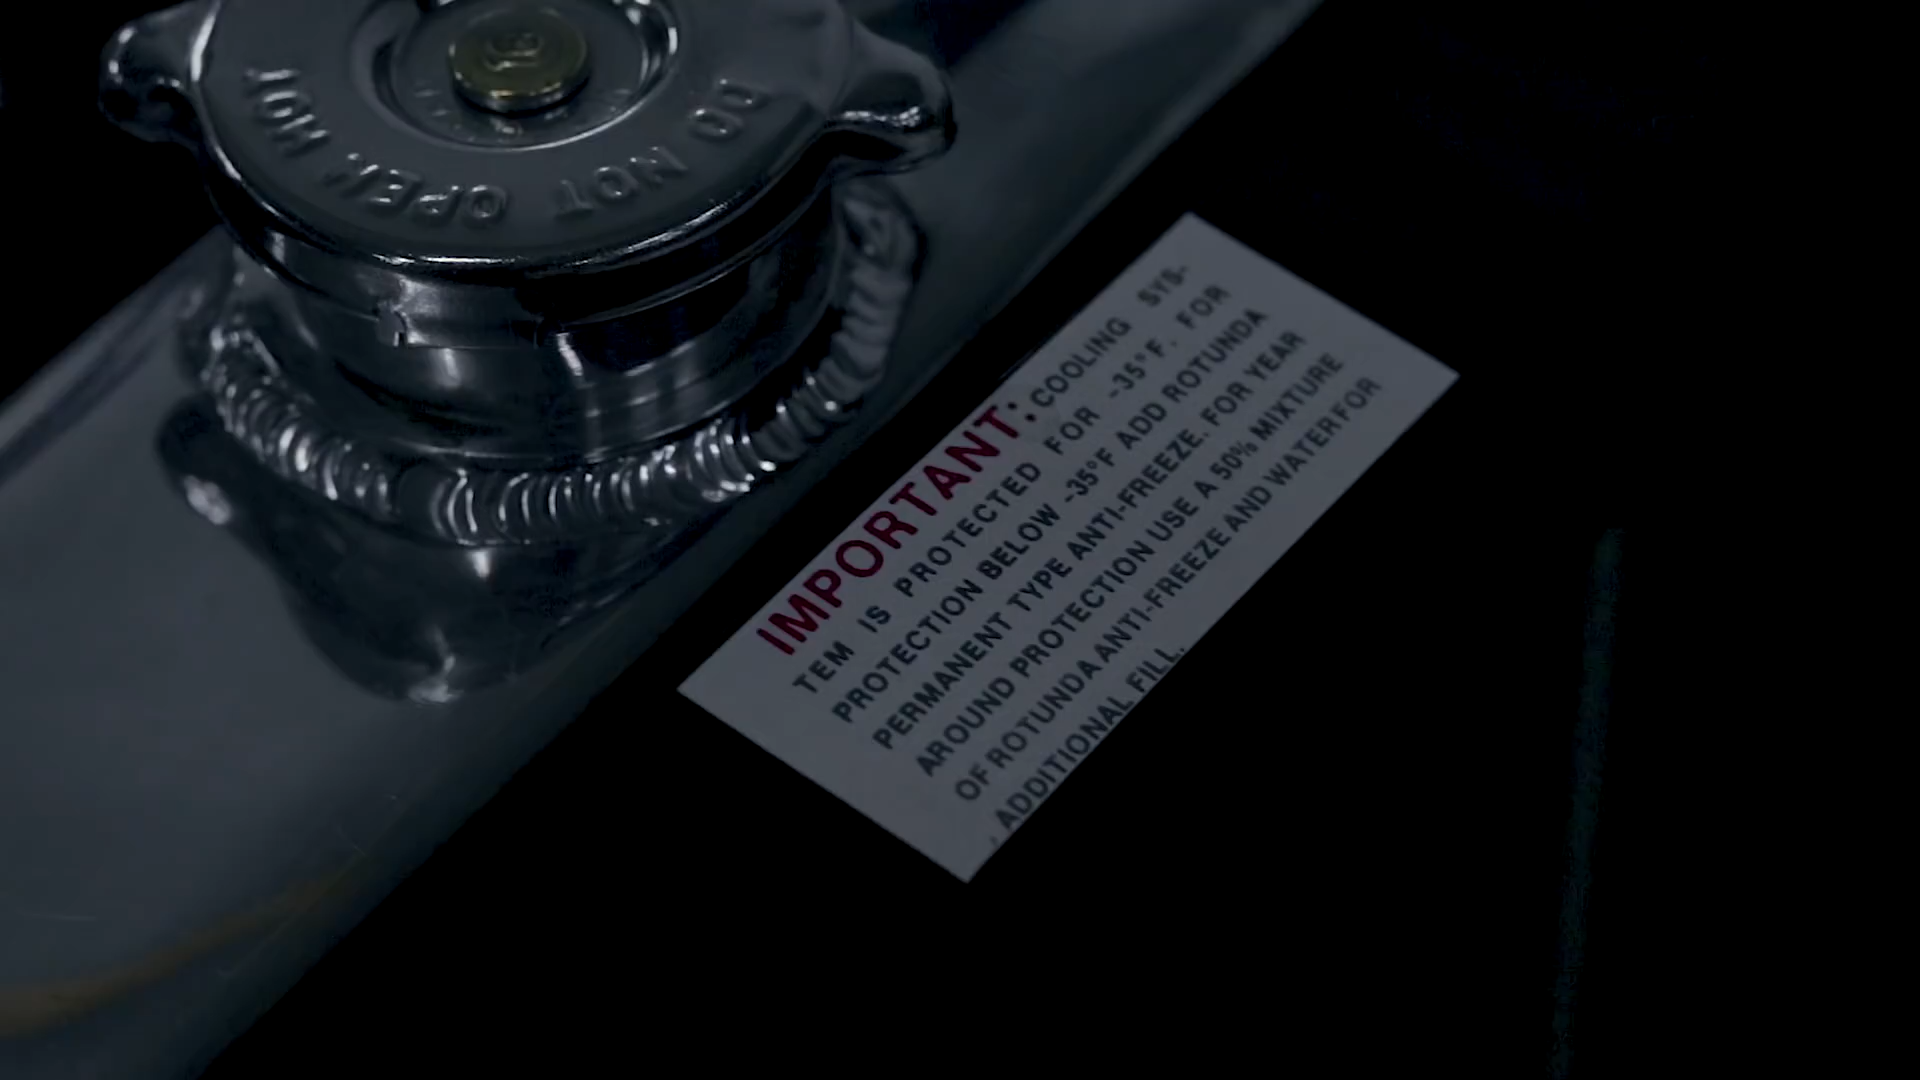 DO NOT OPEN HOT
IMPORTANT: COOLING SYS-
TEM IS PROTECTED FOR -35°F. FOR
PROTECTION BELOW -35°F ADD ROTUNDA
PERMANENT TYPE ANTI-FREEZE. FOR YEAR
AROUND PROTECTION USE A 50% MIXTURE
OF ROTUNDA ANTI-FREEZE AND WATER FOR
ADDITIONAL FILL.